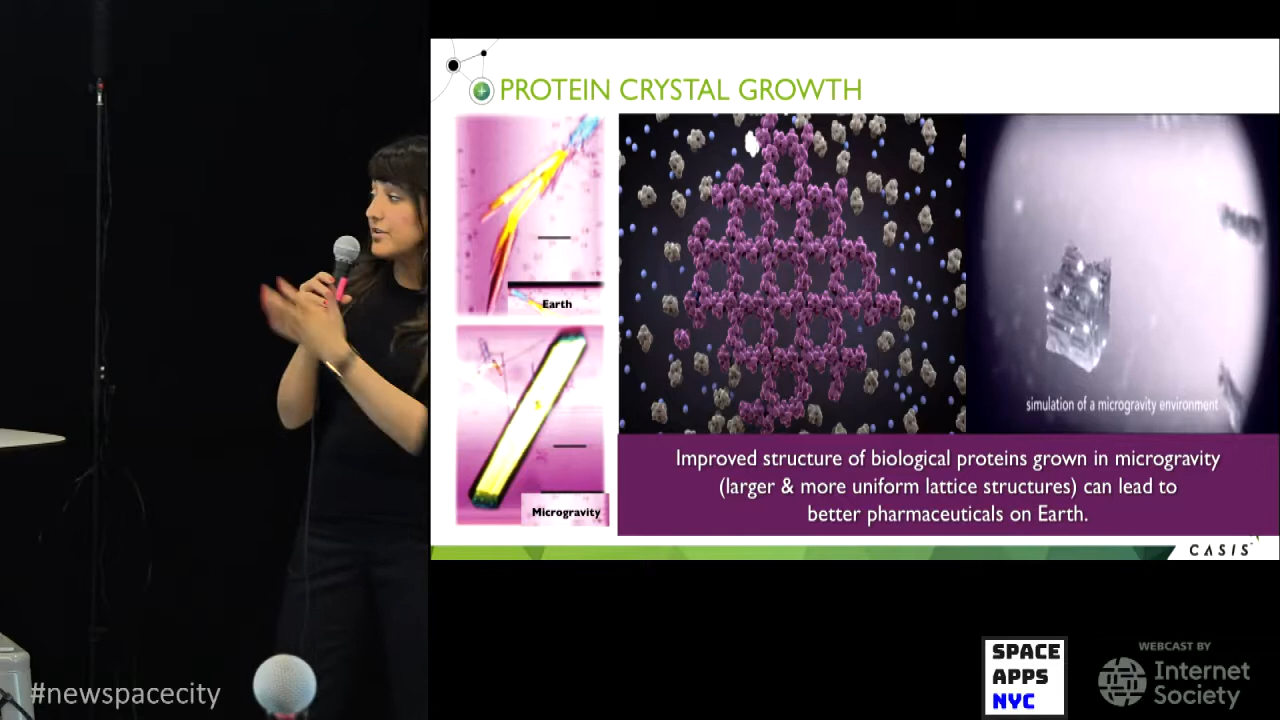 PROTEIN CRYSTAL GROWTH
Earth
Microgravity
simulation of a microgravity environment
Improved structure of biological proteins grown in microgravity
(larger & more uniform lattice structures) can lead to
better pharmaceuticals on Earth.
CASIS
#newspacecity
SPACE
APPS
NYC
WEBCAST BY
Internet
Society